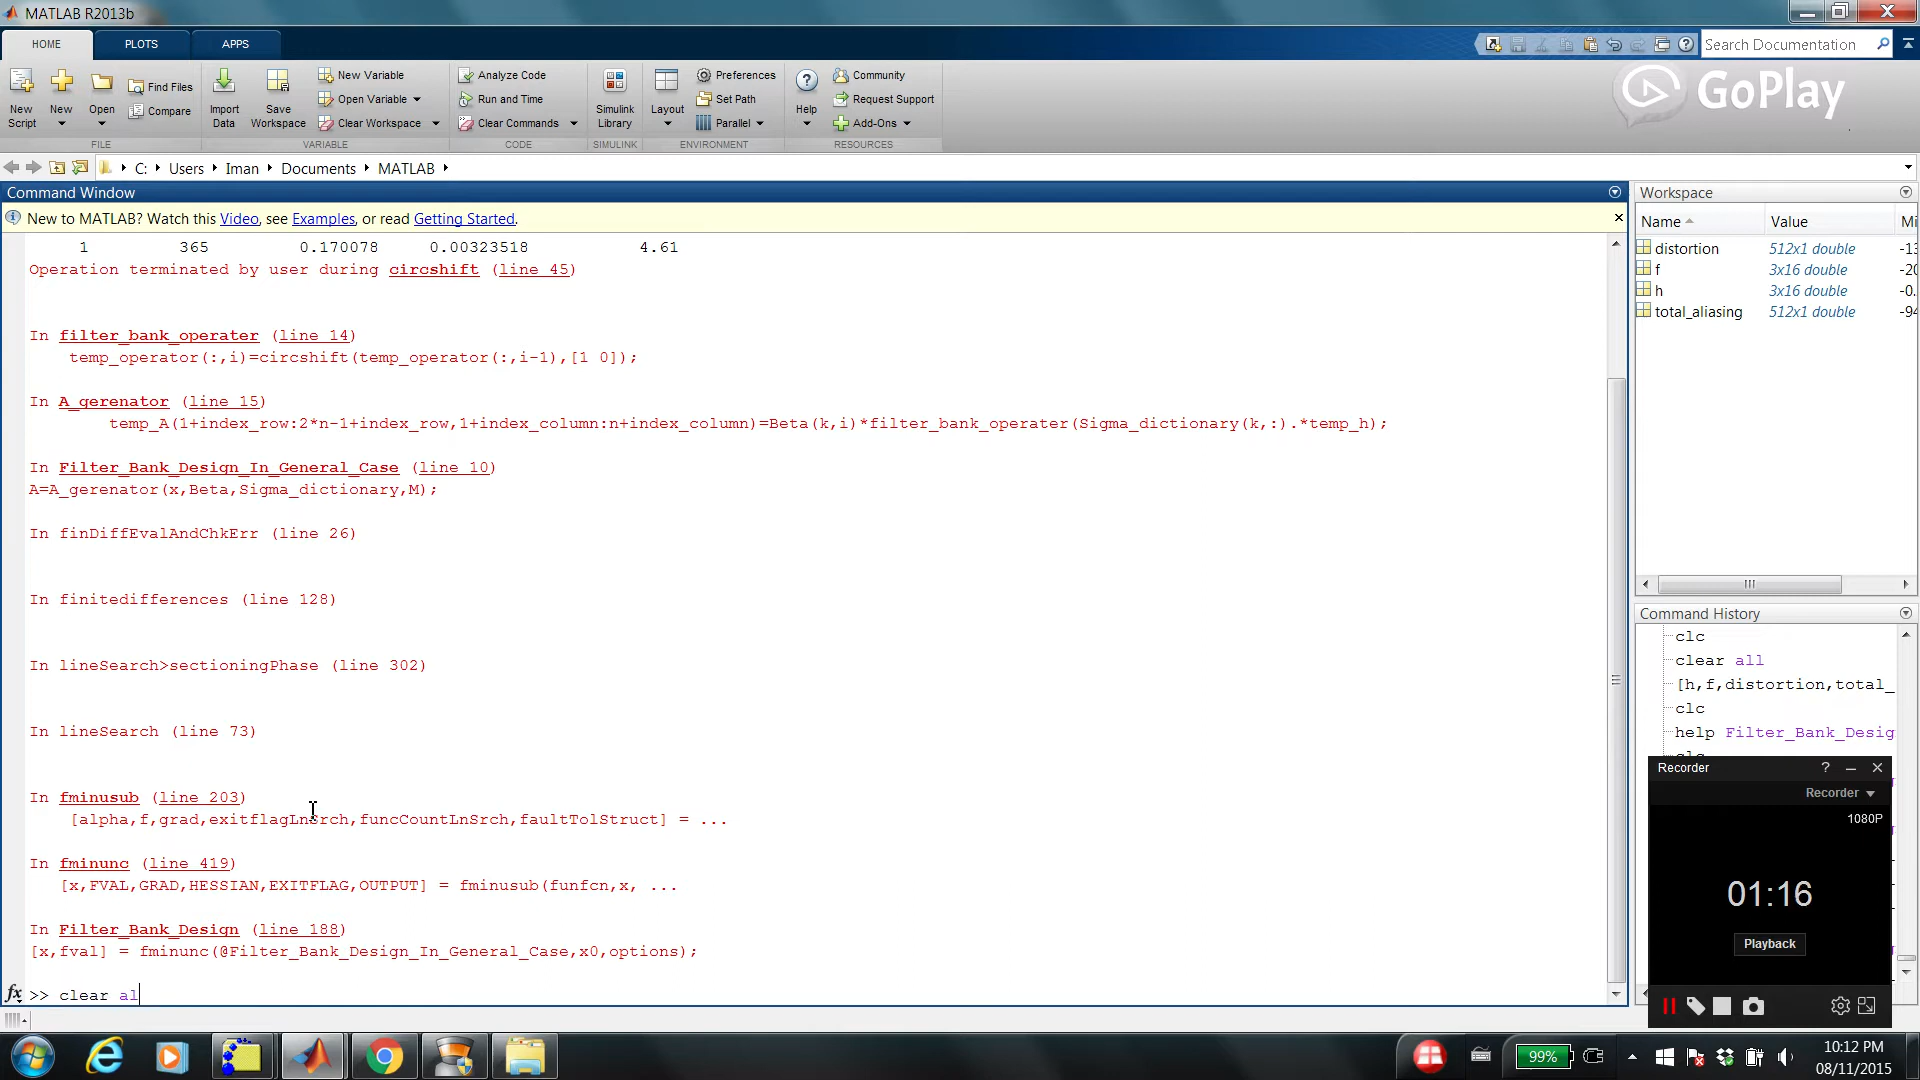 MATLAB R2013b
HOME
PLOTS
APPS
Search Documentation
New Script
New
Open
Find Files
Compare
Import Data
Save Workspace
New Variable
Open Variable
Clear Workspace
Analyze Code
Run and Time
Clear Commands
Simulink Library
Layout
Preferences
Set Path
Parallel
Help
Community
Request Support
Add-Ons
GoPlay
FILE
VARIABLE
CODE
SIMULINK
ENVIRONMENT
RESOURCES
C: Users Iman Documents MATLAB
Command Window
New to MATLAB? Watch this Video, see Examples, or read Getting Started.
1 365 0.170078 0.00323518 4.61
Operation terminated by user during circshift (line 45)
In filter_bank_operater (line 14)
temp_operator(:,i)=circshift(temp_operator(:,i-1),[1 0]);
In A_gerenator (line 15)
temp_A(1+index_row:2*n-1+index_row,1+index_column:n+index_column)=Beta(k,i)*filter_bank_operater(Sigma_dictionary(k,:).*temp_h);
In Filter_Bank_Design_In_General_Case (line 10)
A=A_gerenator(x,Beta,Sigma_dictionary,M);
In finDiffEvalAndChkErr (line 26)
In finitedifferences (line 128)
In lineSearch>sectioningPhase (line 302)
In lineSearch (line 73)
In fminusub (line 203)
[alpha,f,grad,exitflagLnSrch,funcCountLnSrch,faultTolStruct] = ...
In fminunc (line 419)
[x,FVAL,GRAD,HESSIAN,EXITFLAG,OUTPUT] = fminusub(funfcn,x, ...
In Filter_Bank_Design (line 188)
[x,fval] = fminunc(@Filter_Bank_Design_In_General_Case,x0,options);
fx >> clear al
Workspace
Name Value Mi
distortion 512x1 double -13
f 3x16 double -20
h 3x16 double -0.
total_aliasing 512x1 double -94
Command History
clc
clear all
[h,f,distortion,total_
clc
help Filter_Bank_Desig
clc
Recorder
Recorder
1080P
01:16
Playback
99%
10:12 PM
08/11/2015